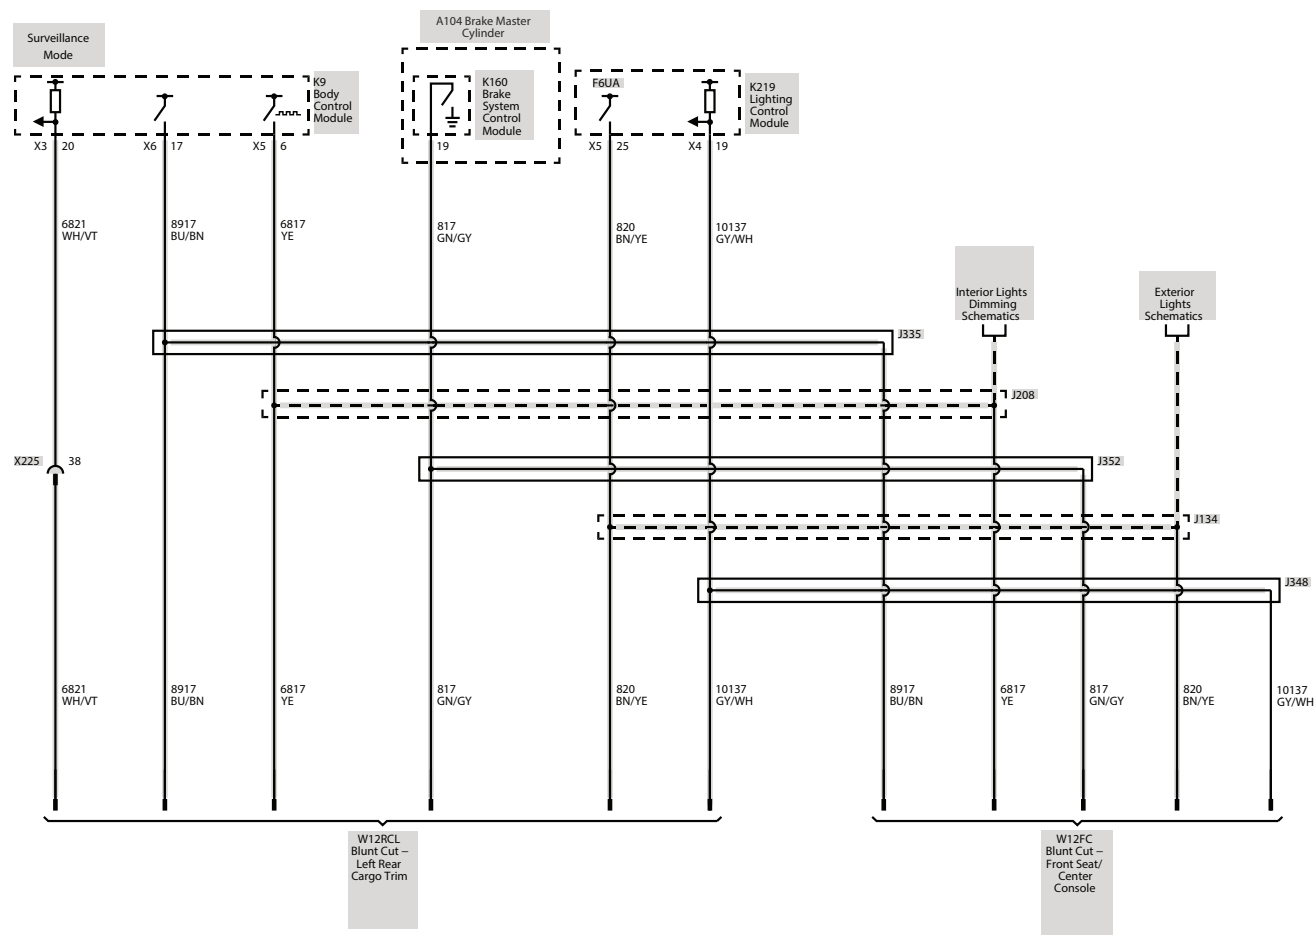 Surveillance
Mode
A104 Brake Master
Cylinder
K9
Body
Control
Module
K160
Brake
System
Control
Module
F6UA
K219
Lighting
Control
Module
X3 20
X6 17
X5 6
19
X5 25
X4 19
6821
WH/VT
8917
BU/BN
6817
YE
817
GN/GY
820
BN/YE
10137
GY/WH
Interior Lights
Dimming
Schematics
Exterior
Lights
Schematics
J335
J208
X225 38
J352
J134
J348
6821
WH/VT
8917
BU/BN
6817
YE
817
GN/GY
820
BN/YE
10137
GY/WH
8917
BU/BN
6817
YE
817
GN/GY
820
BN/YE
10137
GY/WH
W12RCL
Blunt Cut –
Left Rear
Cargo Trim
W12FC
Blunt Cut –
Front Seat/
Center
Console